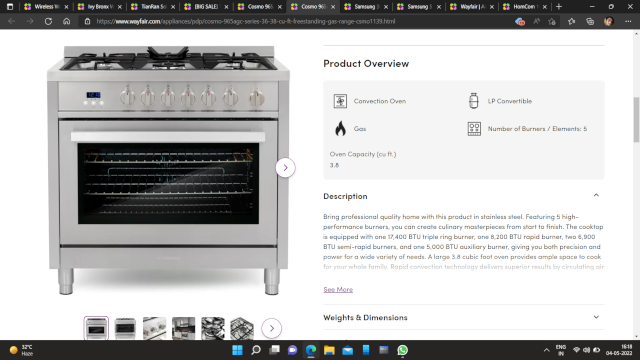 Wireless W
Ivy Bronx V
TianFan So
[BIG SALE]
Cosmo 965
Cosmo 965
Samsung 3
Samsung S
Wayfair | A
HomCom
https://www.wayfair.com/appliances/pdp/cosmo-965agc-series-36-38-cu-ft-freestanding-gas-range-csmo1139.html
Product Overview
Convection Oven
LP Convertible
Gas
Number of Burners / Elements: 5
Oven Capacity (cu ft.)
3.8
Description
Bring professional quality home with this product in stainless steel. Featuring 5 high-
performance burners, you can create culinary masterpieces from start to finish. The cooktop
is equipped with one 17,400 BTU triple ring burner, one 8,200 BTU rapid burner, two 6,900
BTU semi-rapid burners, and one 5,000 BTU auxiliary burner, giving you both precision and
power for a wide variety of needs. A large 3.8 cubic foot oven provides ample space to cook
for your whole family. Rapid convection technology delivers superior results by circulating air
See More
Weights & Dimensions
32°C
Haze
ENG
IN
16:18
04-05-2022